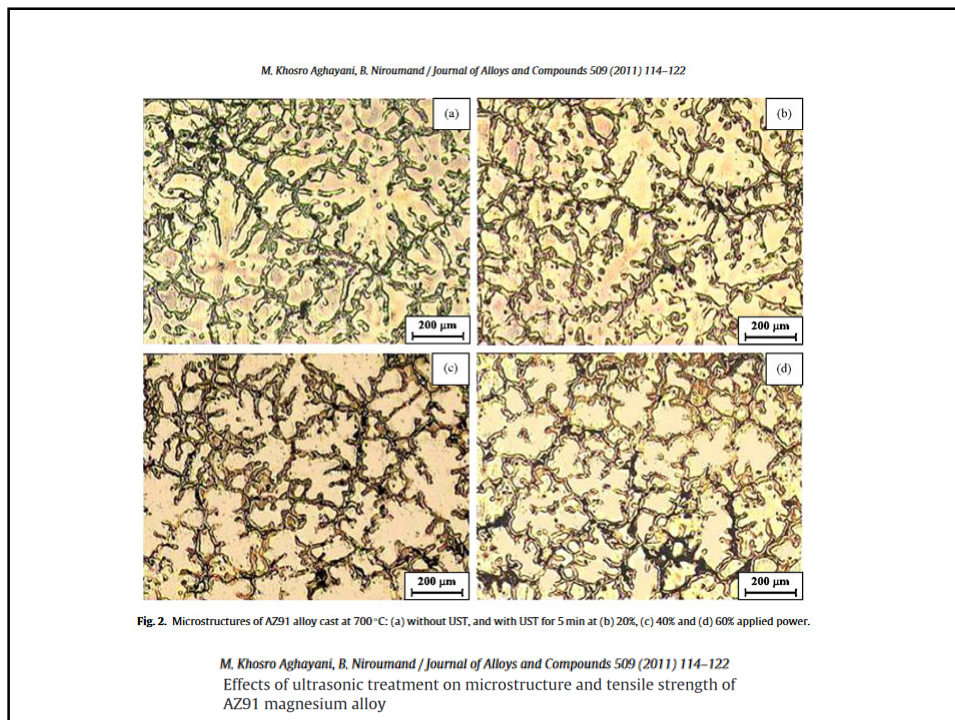 M. Khosro Aghayani, B. Niroumand / Journal of Alloys and Compounds 509 (2011) 114–122
(a)
(b)
200 μm
200 μm
(c)
(d)
200 μm
200 μm
Fig. 2. Microstructures of AZ91 alloy cast at 700 °C: (a) without UST, and with UST for 5 min at (b) 20%, (c) 40% and (d) 60% applied power.
M. Khosro Aghayani, B. Niroumand / Journal of Alloys and Compounds 509 (2011) 114–122
Effects of ultrasonic treatment on microstructure and tensile strength of
AZ91 magnesium alloy